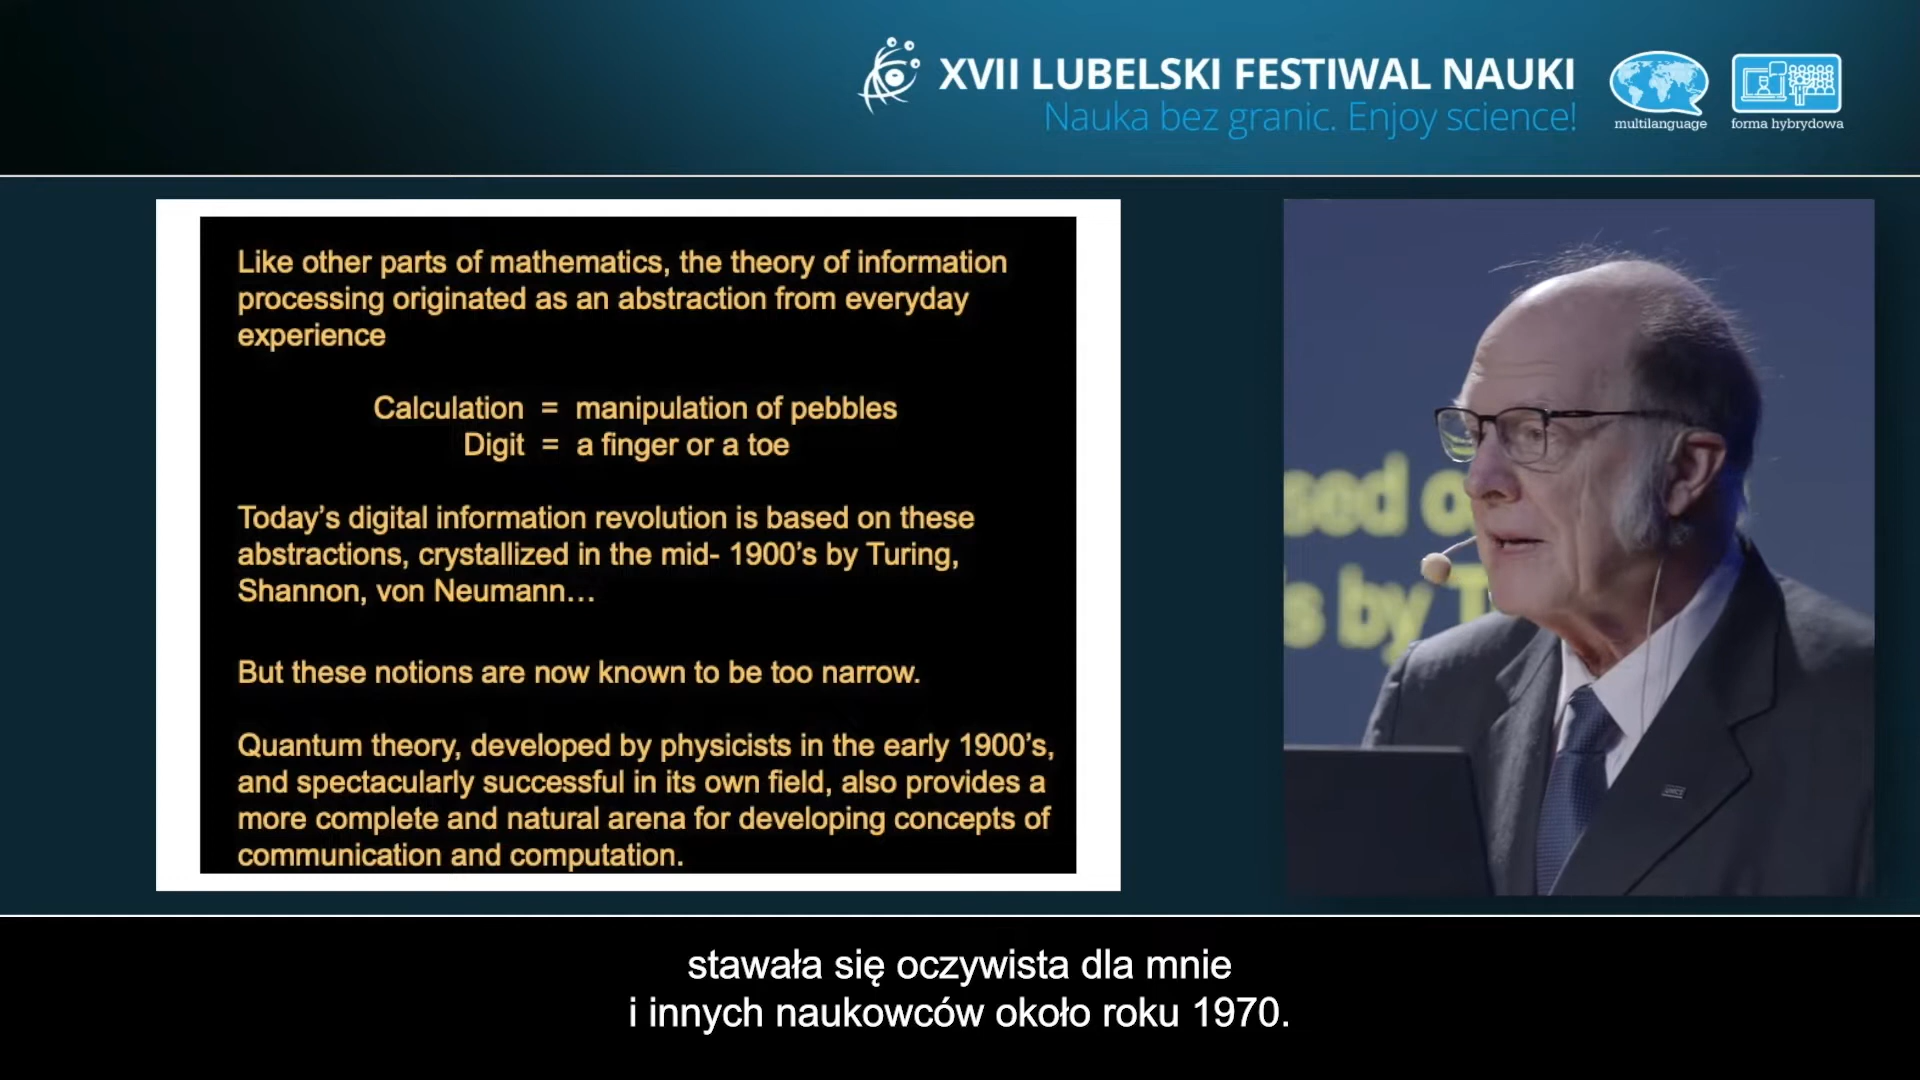 XVII LUBELSKI FESTIWAL NAUKI
Nauka bez granic. Enjoy science!
multilanguage
forma hybrydowa
Like other parts of mathematics, the theory of information
processing originated as an abstraction from everyday
experience
Calculation = manipulation of pebbles
Digit = a finger or a toe
Today’s digital information revolution is based on these
abstractions, crystallized in the mid- 1900’s by Turing,
Shannon, von Neumann…
But these notions are now known to be too narrow.
Quantum theory, developed by physicists in the early 1900’s,
and spectacularly successful in its own field, also provides a
more complete and natural arena for developing concepts of
communication and computation.
sed o
s by T
stawała się oczywista dla mnie
i innych naukowców około roku 1970.